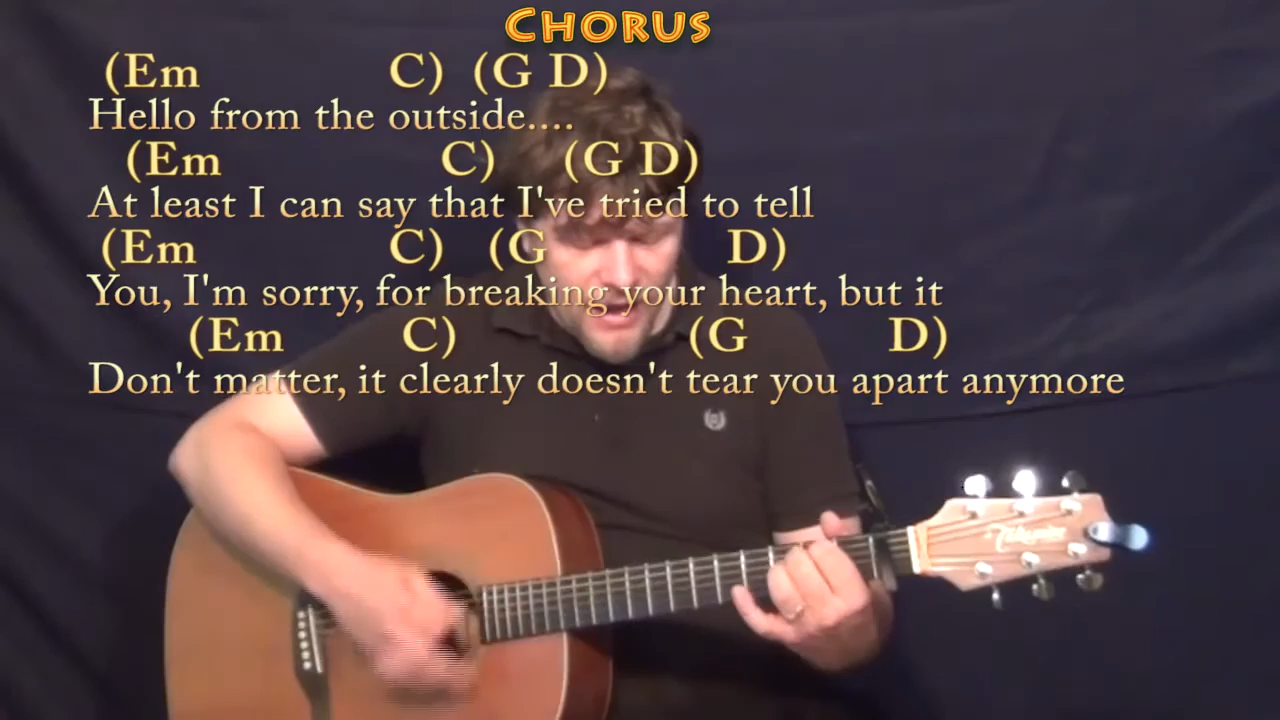 CHORUS
(Em C) (G D)
Hello from the outside....
(Em C) (G D)
At least I can say that I've tried to tell
(Em C) (G D)
You, I'm sorry, for breaking your heart, but it
(Em C) (G D)
Don't matter, it clearly doesn't tear you apart anymore
Takamine